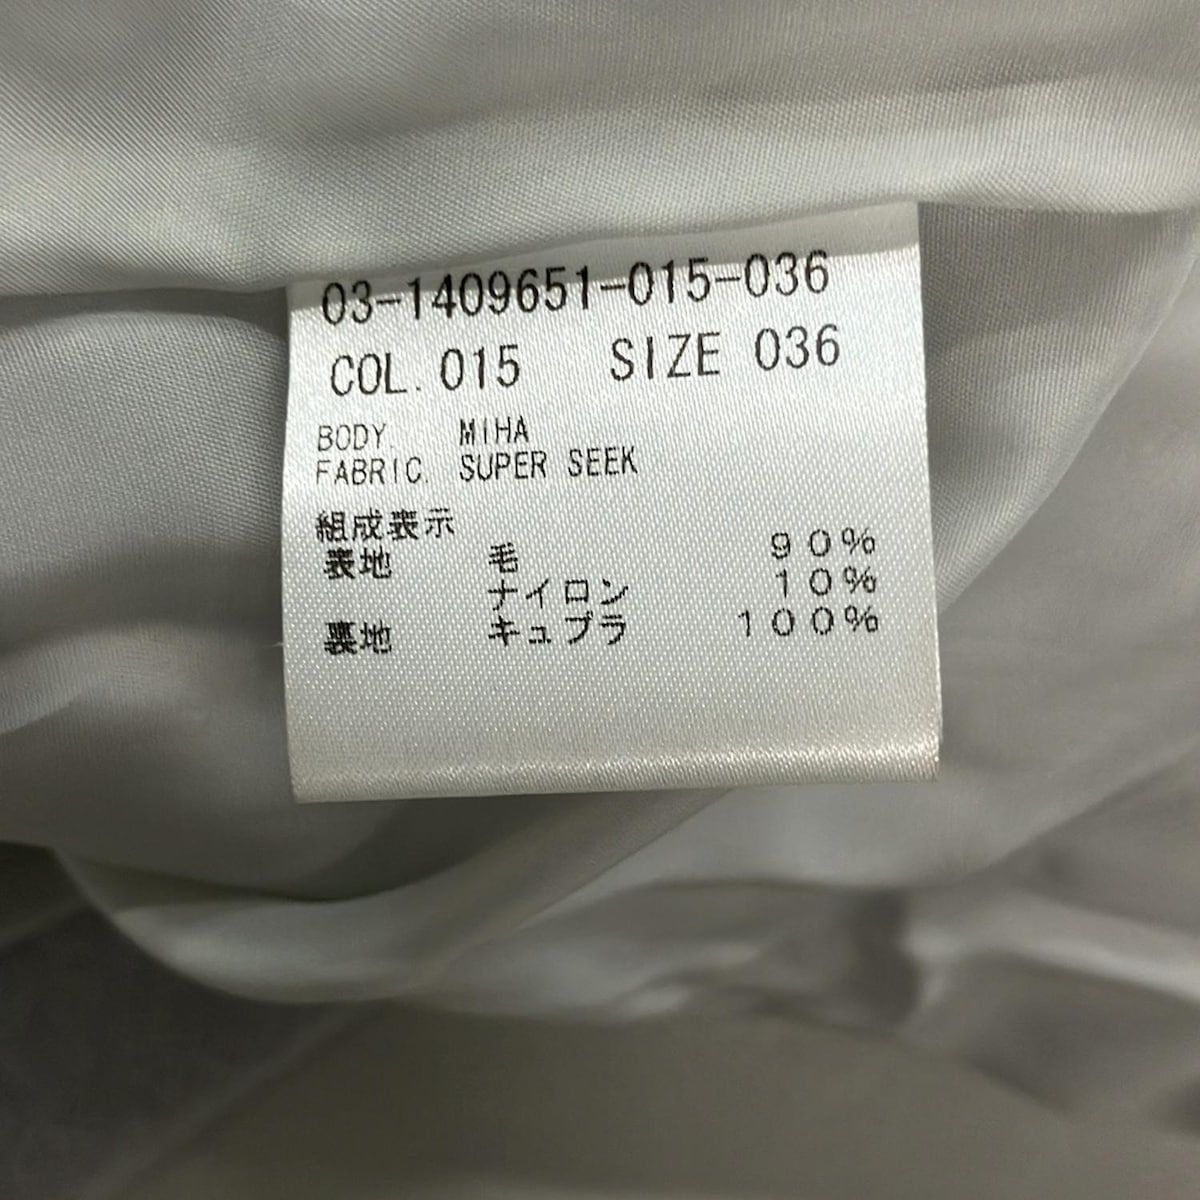 03-1409651-015-036
COL. 015 SIZE 036
BODY. MIHA
FABRIC. SUPER SEEK
組成表示
表地 毛 90%
ナイロン 10%
裏地 キュプラ 100%